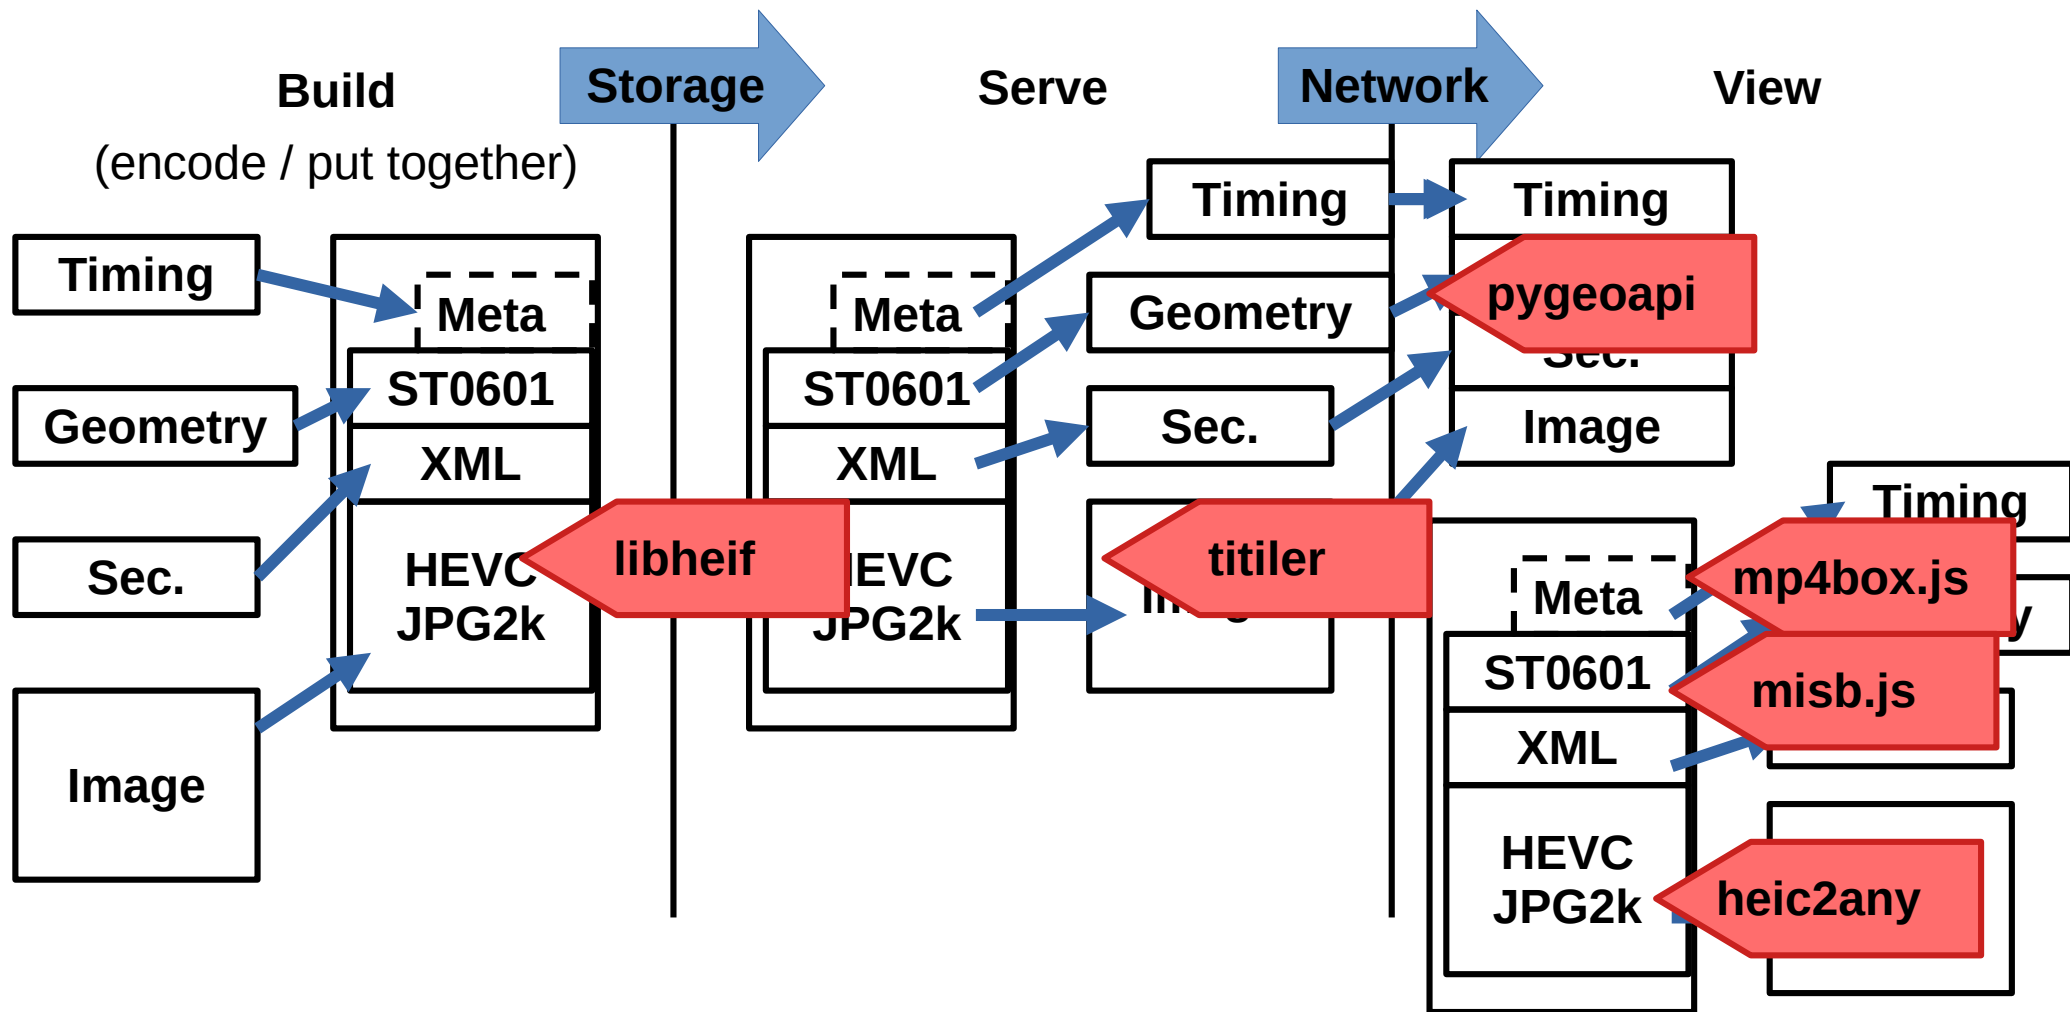 Build
(encode / put together)
Storage
Serve
Network
View
Timing
Geometry
Sec.
Image
Meta
ST0601
XML
HEVC
JPG2k
libheif
Meta
ST0601
XML
HEVC
JPG2k
Timing
Geometry
Sec.
titiler
Timing
pygeoapi
Sec.
Image
Meta
ST0601
XML
HEVC
JPG2k
Timing
mp4box.js
misb.js
heic2any